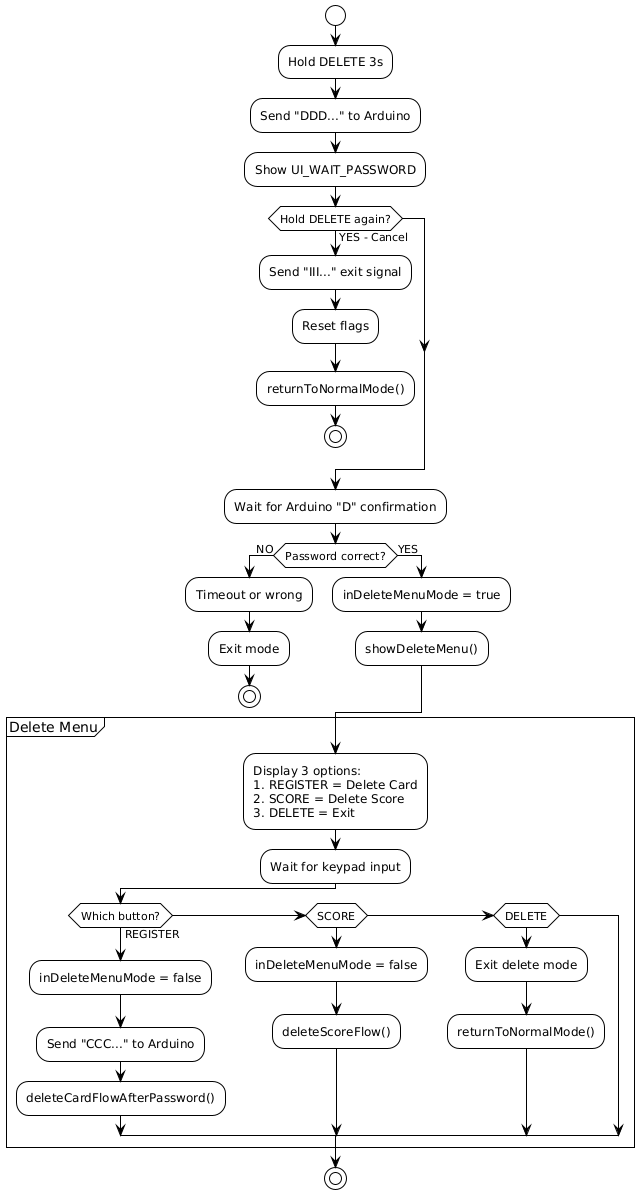 Hold DELETE 3s
Send "DDD..." to Arduino
Show UI_WAIT_PASSWORD
Hold DELETE again?
YES - Cancel
Send "III..." exit signal
Reset flags
returnToNormalMode()
Wait for Arduino "D" confirmation
Password correct?
NO
YES
Timeout or wrong
Exit mode
inDeleteMenuMode = true
showDeleteMenu()
Delete Menu
Display 3 options:
1. REGISTER = Delete Card
2. SCORE = Delete Score
3. DELETE = Exit
Wait for keypad input
Which button?
REGISTER
inDeleteMenuMode = false
Send "CCC..." to Arduino
deleteCardFlowAfterPassword()
SCORE
inDeleteMenuMode = false
deleteScoreFlow()
DELETE
Exit delete mode
returnToNormalMode()